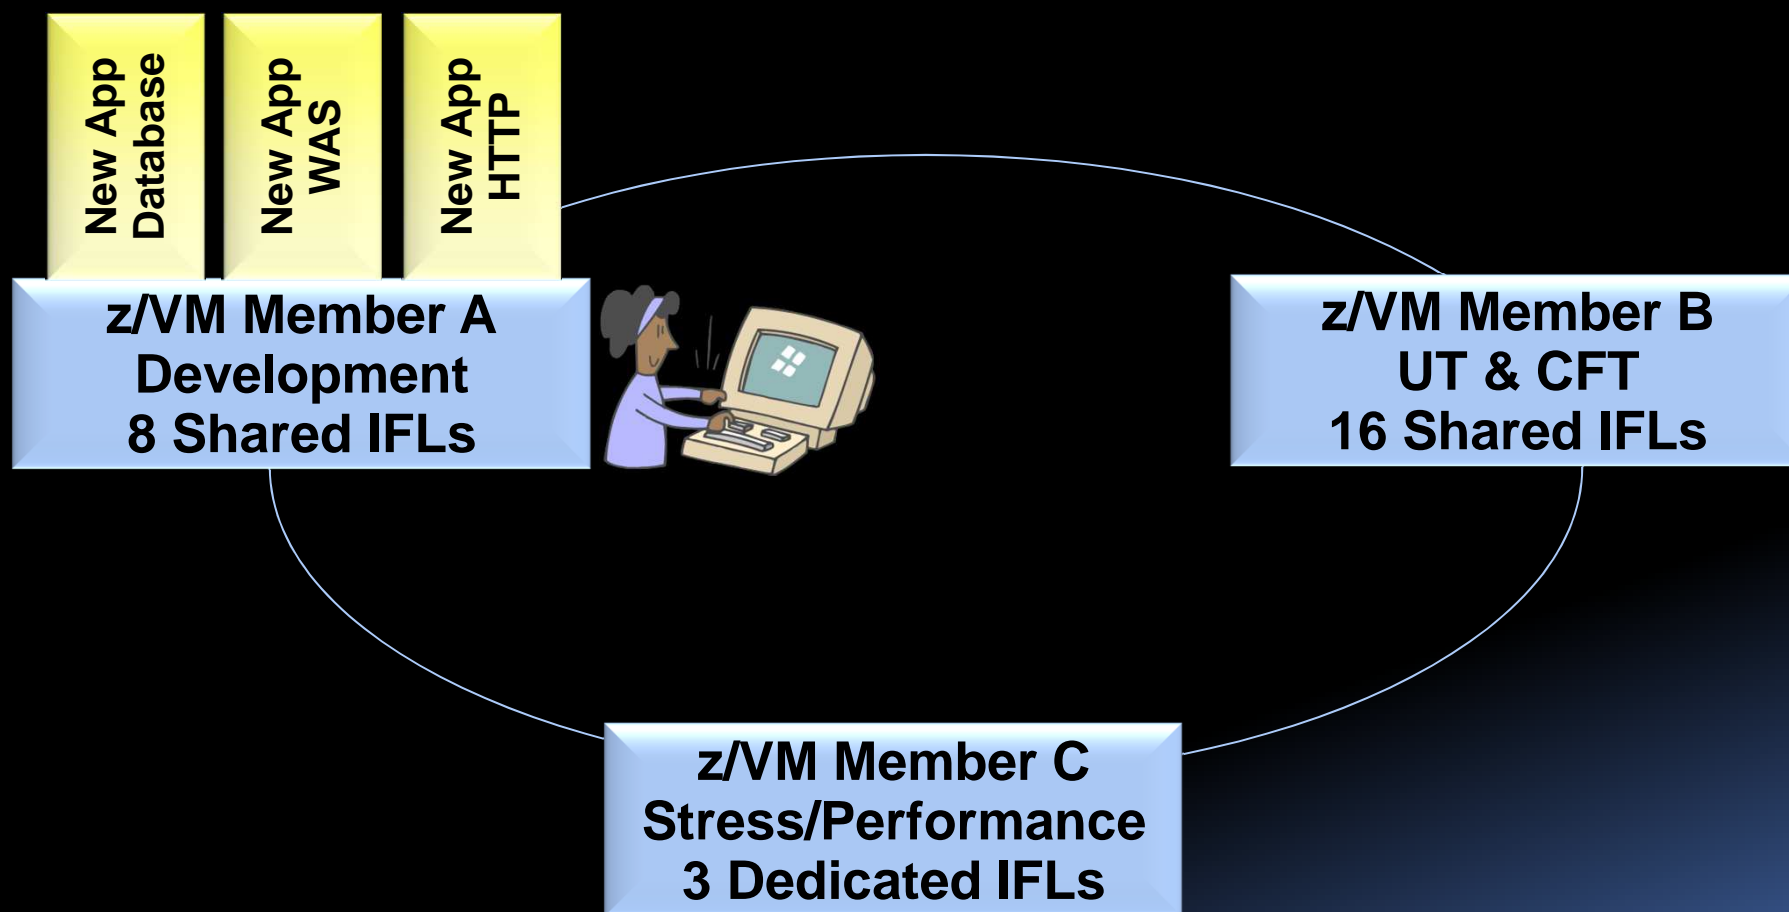 New App
Database
New App
WAS
New App
HTTP
z/VM Member A
Development
8 Shared IFLs
z/VM Member B
UT & CFT
16 Shared IFLs
z/VM Member C
Stress/Performance
3 Dedicated IFLs